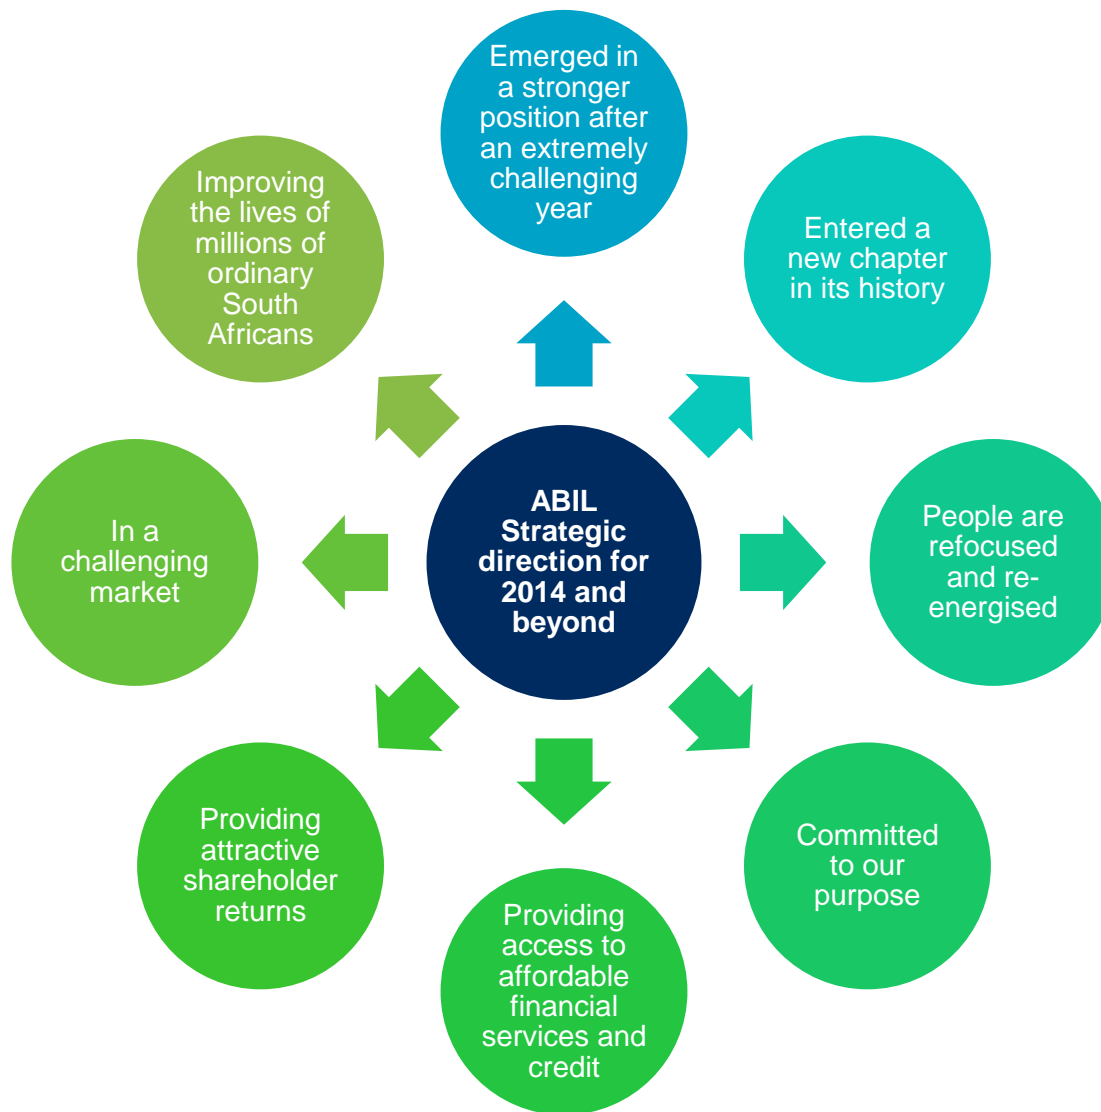 Emerged in
a stronger
position after
an extremely
challenging
year
Entered a
new chapter
in its history
People are
refocused
and re-
energised
Committed
to our
purpose
Providing
access to
affordable
financial
services and
credit
Providing
attractive
shareholder
returns
In a
challenging
market
Improving
the lives of
millions of
ordinary
South
Africans
ABIL
Strategic
direction for
2014 and
beyond